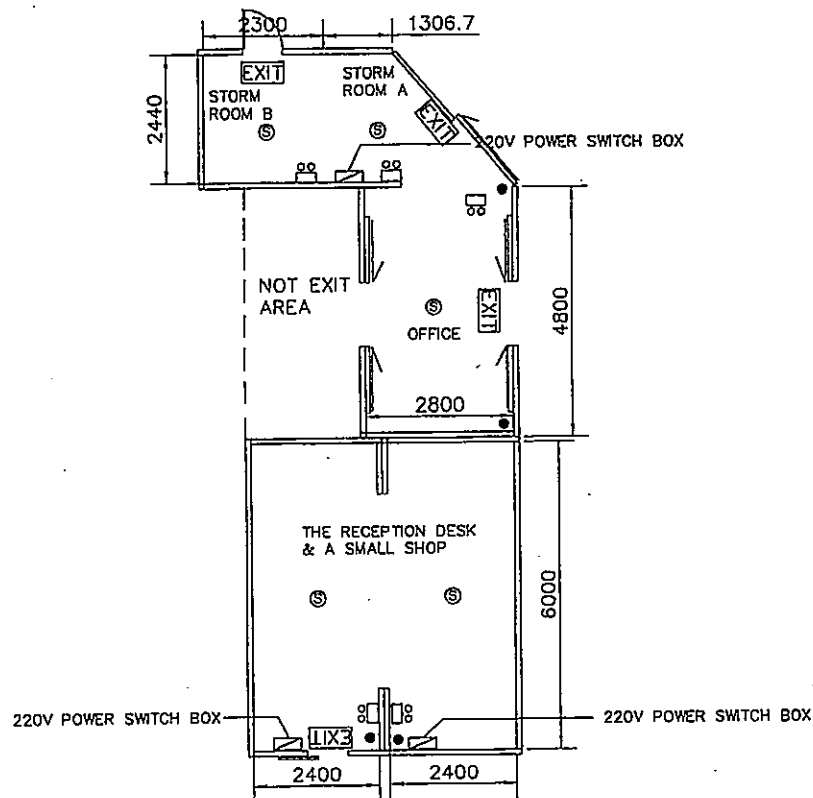 2300
1306.7
EXIT
STORM
ROOM A
STORM
ROOM B
EXIT
2440
S
S
220V POWER SWITCH BOX
NOT EXIT
AREA
S
EXIT
OFFICE
4800
2800
THE RECEPTION DESK
& A SMALL SHOP
S
S
6000
220V POWER SWITCH BOX
EXIT
220V POWER SWITCH BOX
2400
2400